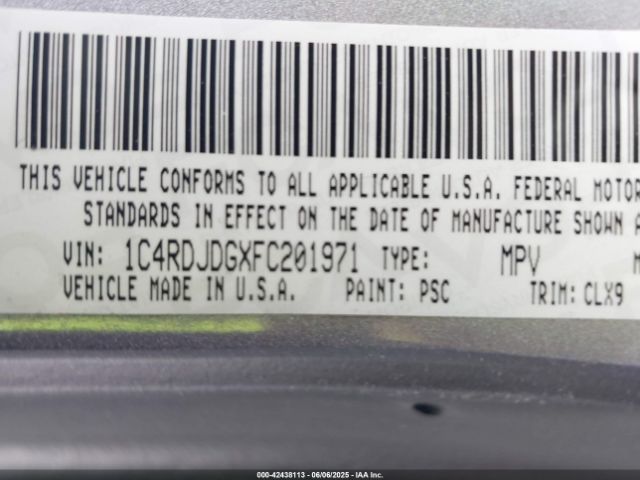 THIS VEHICLE CONFORMS TO ALL APPLICABLE U.S.A. FEDERAL MOTOR
STANDARDS IN EFFECT ON THE DATE OF MANUFACTURE SHOWN A
VIN: 1C4RDJDGXFC201971 TYPE: MPV M
VEHICLE MADE IN U.S.A. PAINT: PSC TRIM: CLX9
000-42438113 - 06/06/2025 - IAA Inc.